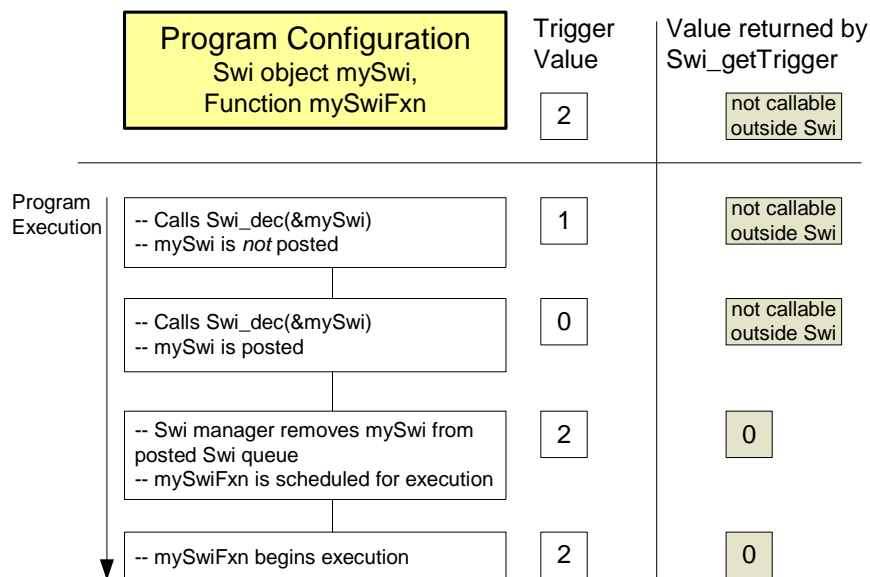 Program Configuration
Swi object mySwi,
Function mySwiFxn
Trigger
Value
Value returned by
Swi_getTrigger
2
not callable
outside Swi
Program
Execution
-- Calls Swi_dec(&mySwi)
-- mySwi is not posted
1
not callable
outside Swi
-- Calls Swi_dec(&mySwi)
-- mySwi is posted
0
not callable
outside Swi
-- Swi manager removes mySwi from
posted Swi queue
-- mySwiFxn is scheduled for execution
2
0
-- mySwiFxn begins execution
2
0